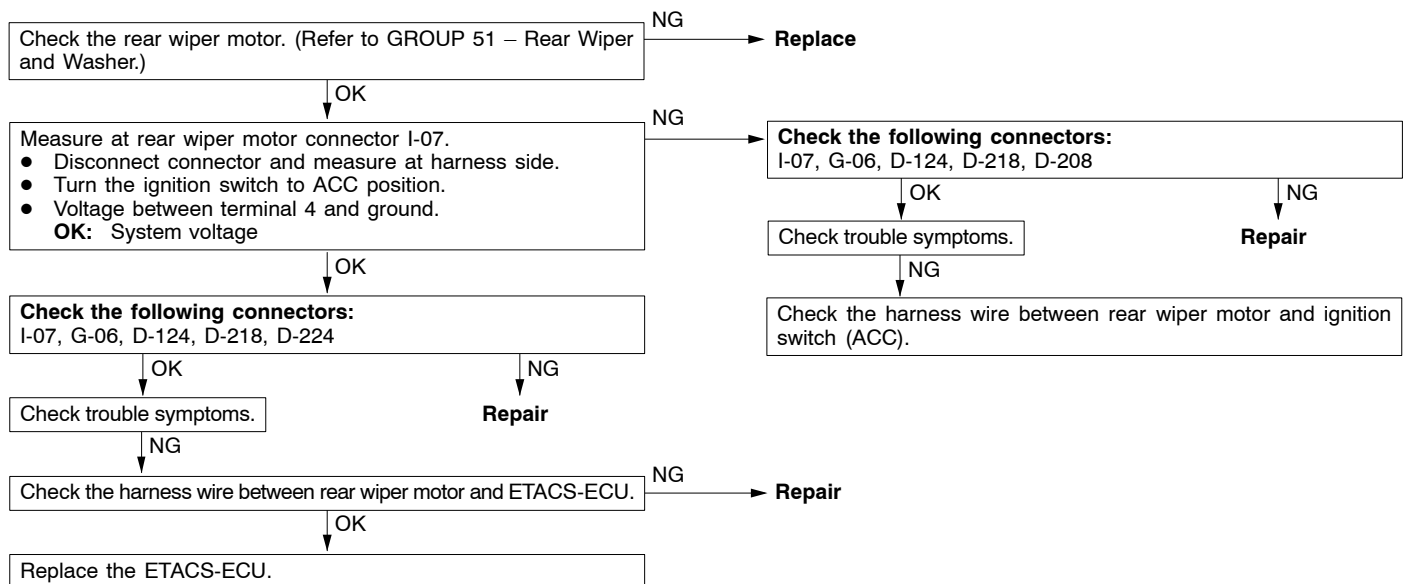 NG
Check the rear wiper motor. (Refer to GROUP 51 – Rear Wiper
and Washer.)
Replace
OK
Measure at rear wiper motor connector I-07.
● Disconnect connector and measure at harness side.
● Turn the ignition switch to ACC position.
● Voltage between terminal 4 and ground.
OK: System voltage
NG
Check the following connectors:
I-07, G-06, D-124, D-218, D-208
OK
NG
Check trouble symptoms.
Repair
NG
Check the harness wire between rear wiper motor and ignition
switch (ACC).
OK
Check the following connectors:
I-07, G-06, D-124, D-218, D-224
OK
NG
Check trouble symptoms.
Repair
NG
Check the harness wire between rear wiper motor and ETACS-ECU.
NG
Repair
OK
Replace the ETACS-ECU.